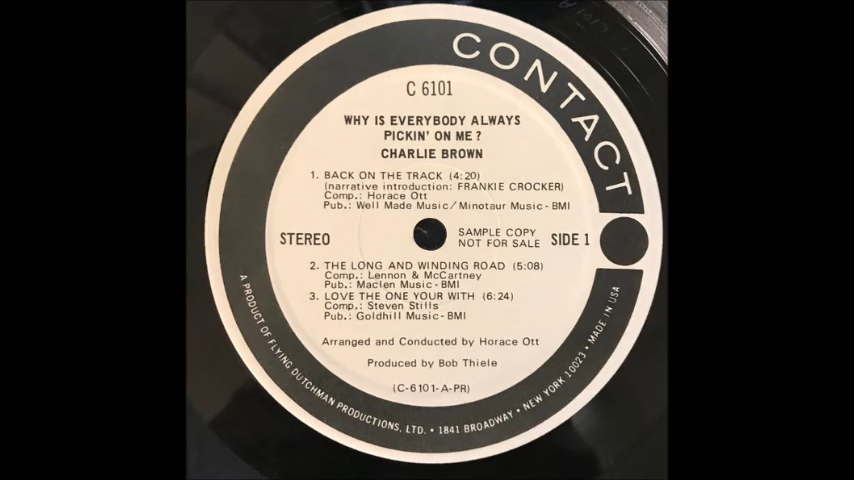 CONTACT
C 6101
WHY IS EVERYBODY ALWAYS
PICKIN' ON ME?
CHARLIE BROWN
1. BACK ON THE TRACK (4:20)
(narrative introduction: FRANKIE CROCKER)
Comp.: Horace Ott
Pub.: Well Made Music/Minotaur Music-BMI
STEREO
SAMPLE COPY
NOT FOR SALE
SIDE 1
2. THE LONG AND WINDING ROAD (5:08)
Comp.: Lennon & McCartney
Pub.: Maclen Music-BMI
3. LOVE THE ONE YOUR WITH (6:24)
Comp.: Steven Stills
Pub.: Goldhill Music-BMI
Arranged and Conducted by Horace Ott
Produced by Bob Thiele
(C-6101-A-PR)
A PRODUCT OF FLYING DUTCHMAN PRODUCTIONS, LTD. • 1841 BROADWAY • NEW YORK 10023 • MADE IN USA